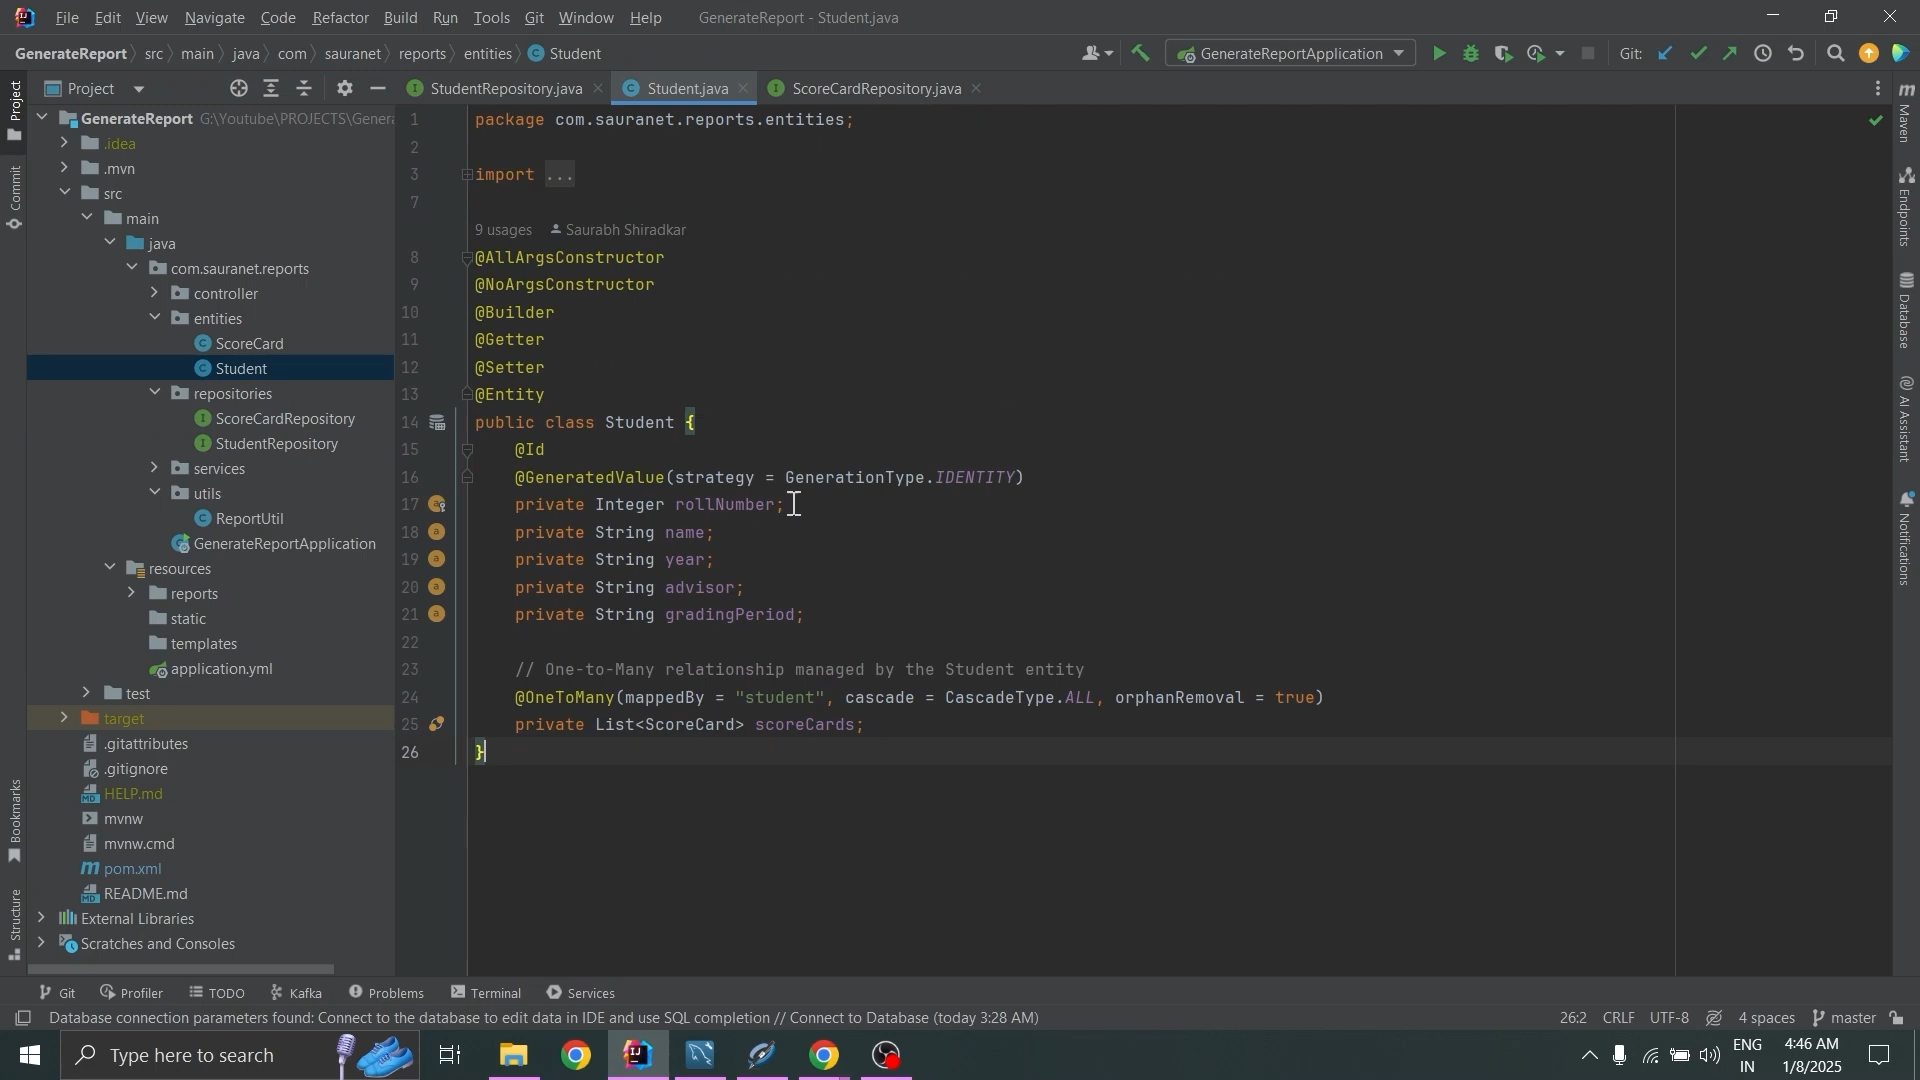 File Edit View Navigate Code Refactor Build Run Tools Git Window Help GenerateReport - Student.java
GenerateReport src main java com sauranet reports entities Student GenerateReportApplication Git:
Project StudentRepository.java Student.java ScoreCardRepository.java
GenerateReport G:\Youtube\PROJECTS\Genera
.idea
.mvn
src
main
java
com.sauranet.reports
controller
entities
ScoreCard
Student
repositories
ScoreCardRepository
StudentRepository
services
utils
ReportUtil
GenerateReportApplication
resources
reports
static
templates
application.yml
test
target
.gitattributes
.gitignore
HELP.md
mvnw
mvnw.cmd
pom.xml
README.md
External Libraries
Scratches and Consoles
1 package com.sauranet.reports.entities;
2
3 import ...
7
9 usages Saurabh Shiradkar
8 @AllArgsConstructor
9 @NoArgsConstructor
10 @Builder
11 @Getter
12 @Setter
13 @Entity
14 public class Student {
15 @Id
16 @GeneratedValue(strategy = GenerationType.IDENTITY)
17 private Integer rollNumber;
18 private String name;
19 private String year;
20 private String advisor;
21 private String gradingPeriod;
22
23 // One-to-Many relationship managed by the Student entity
24 @OneToMany(mappedBy = "student", cascade = CascadeType.ALL, orphanRemoval = true)
25 private List<ScoreCard> scoreCards;
26 }
Project
Commit
Bookmarks
Structure
Maven
Endpoints
Database
AI Assistant
Notifications
Git Profiler TODO Kafka Problems Terminal Services
Database connection parameters found: Connect to the database to edit data in IDE and use SQL completion // Connect to Database (today 3:28 AM) 26:2 CRLF UTF-8 4 spaces master
Type here to search
ENG
IN
4:46 AM
1/8/2025